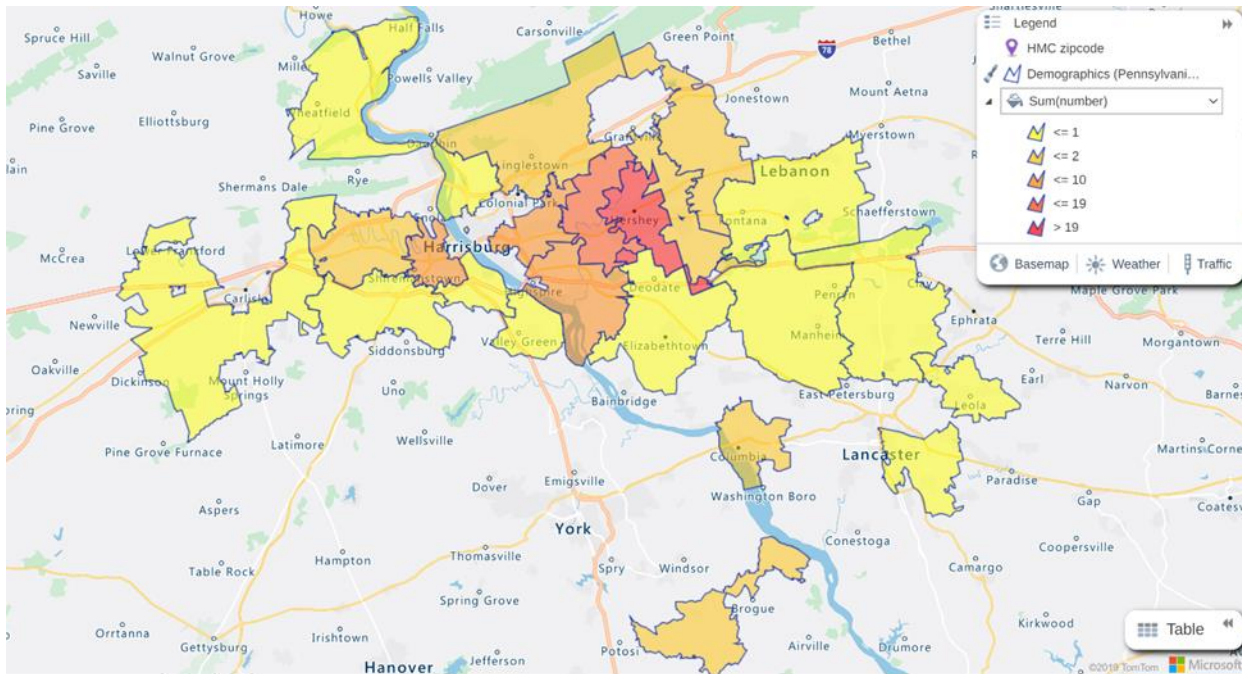 Howe
Half Falls
Carsonville
Spruce Hill
Walnut Grove
Miller
Green Point
Bethel
78
Saville
Powells Valley
Wheatfield
Jonestown
Mount Aetna
Pine Grove
Elliottsburg
Dauphin
Grantville
Myerstown
Linglestown
Rye
Shermans Dale
Colonial Park
Lebanon
Hershey
Fontana
Schaefferstown
Lower Frankford
Harrisburg
McCrea
Shiremanstown
Carlisle
Highspire
Deodate
Penryn
Clay
Maple Grove Park
Newville
Valley Green
Elizabethtown
Manheim
Ephrata
Siddonsburg
Terre Hill
Morgantown
Oakville
Dickinson
Mount Holly
Springs
Uno
Earl
Narvon
Bainbridge
East Petersburg
Leola
Latimore
Wellsville
Pine Grove Furnace
Columbia
Lancaster
Martins Corner
Emigsville
Paradise
Dover
Washington Boro
Gap
Aspers
York
Conestoga
Coopersville
Hampton
Thomasville
Table Rock
Spry
Windsor
Camargo
Spring Grove
Brogue
Orrtanna
Irishtown
Kirkwood
Gettysburg
Jefferson
Potosi
Airville
Drumore
Hanover
Legend
HMC zipcode
Demographics (Pennsylvani...
Sum(number)
<= 1
<= 2
<= 10
<= 19
> 19
Basemap
Weather
Traffic
Table
©2019 TomTom
Microsoft